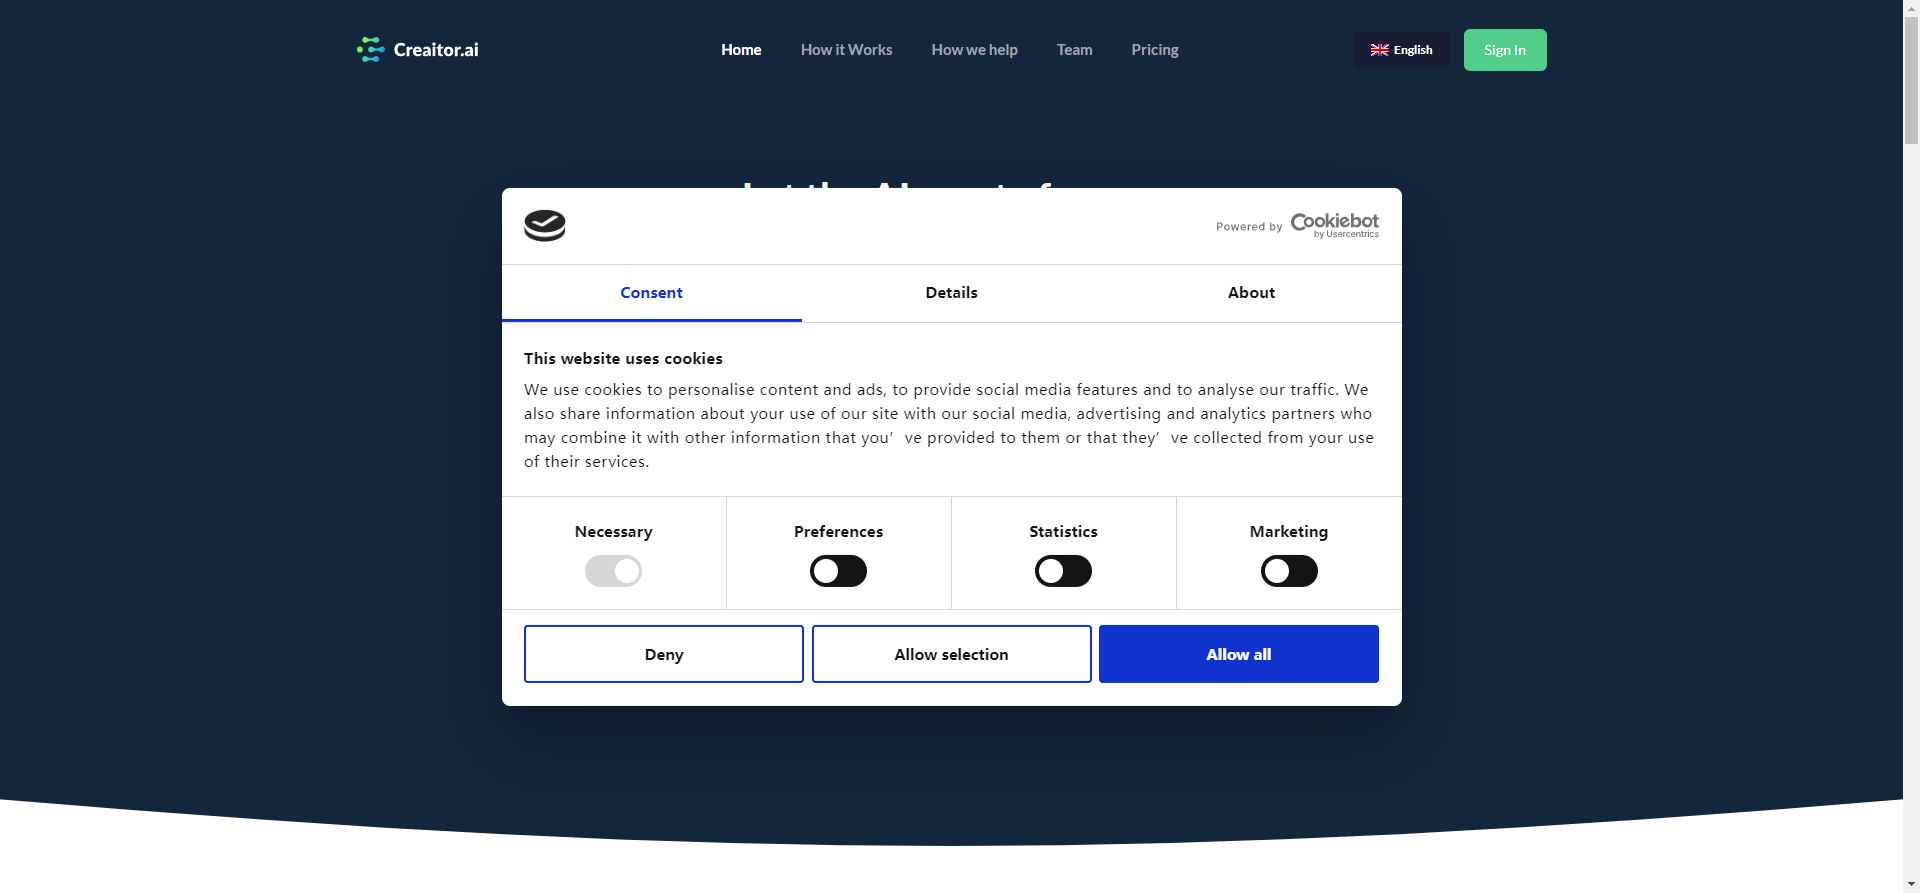 Creaitor.ai
Home
How it Works
How we help
Team
Pricing
English
Sign In
Powered by Cookiebot
by Usercentrics
Consent
Details
About
This website uses cookies
We use cookies to personalise content and ads, to provide social media features and to analyse our traffic. We
also share information about your use of our site with our social media, advertising and analytics partners who
may combine it with other information that you’ve provided to them or that they’ve collected from your use
of their services.
Necessary
Preferences
Statistics
Marketing
Deny
Allow selection
Allow all